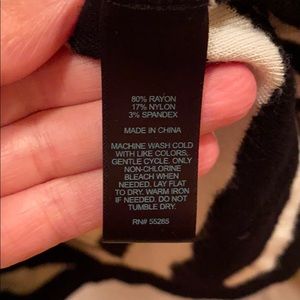 80% RAYON
17% NYLON
3% SPANDEX
MADE IN CHINA
MACHINE WASH COLD
WITH LIKE COLORS,
GENTLE CYCLE. ONLY
NON-CHLORINE
BLEACH WHEN
NEEDED. LAY FLAT
TO DRY. WARM IRON
IF NEEDED. DO NOT
TUMBLE DRY.
RN# 55285